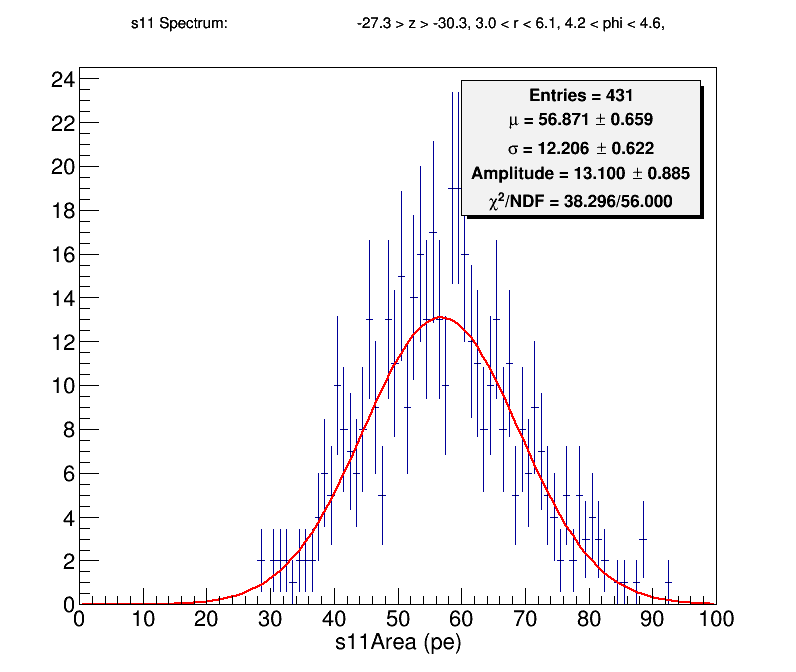 s11 Spectrum: -27.3 > z > -30.3, 3.0 < r < 6.1, 4.2 < phi < 4.6,
Entries = 431
μ = 56.871 ± 0.659
σ = 12.206 ± 0.622
Amplitude = 13.100 ± 0.885
χ²/NDF = 38.296/56.000
24
22
20
18
16
14
12
10
8
6
4
2
0
0 10 20 30 40 50 60 70 80 90 100
s11Area (pe)